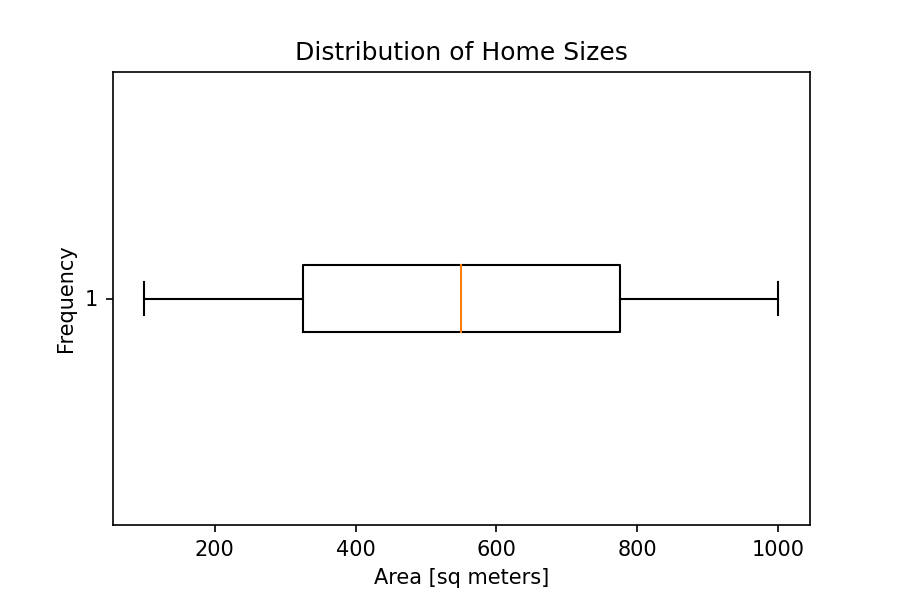 Distribution of Home Sizes
Frequency
1
200 400 600 800 1000
Area [sq meters]